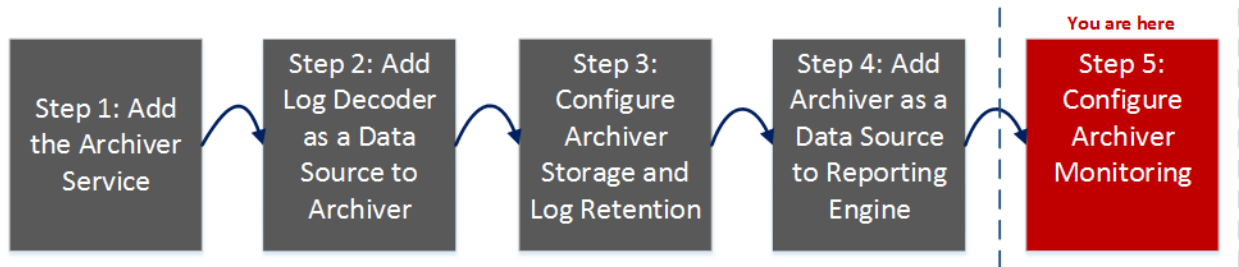 You are here
Step 1: Add
the Archiver
Service
Step 2: Add
Log Decoder
as a Data
Source to
Archiver
Step 3:
Configure
Archiver
Storage and
Log Retention
Step 4: Add
Archiver as a
Data Source
to Reporting
Engine
Step 5:
Configure
Archiver
Monitoring